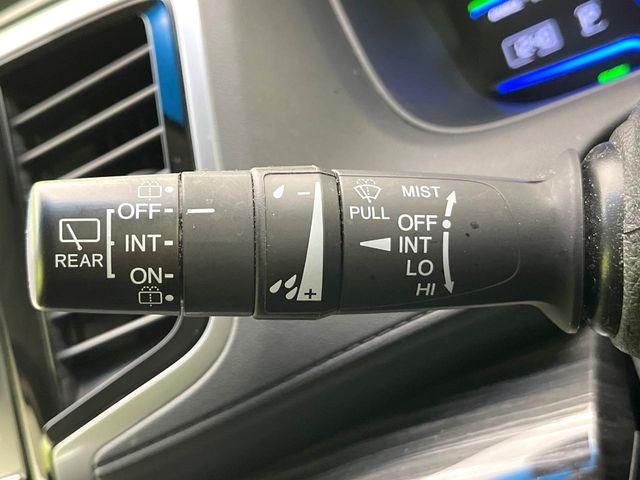 OFF
INT
ON
REAR
− +
PULL
MIST
OFF
INT
LO
HI